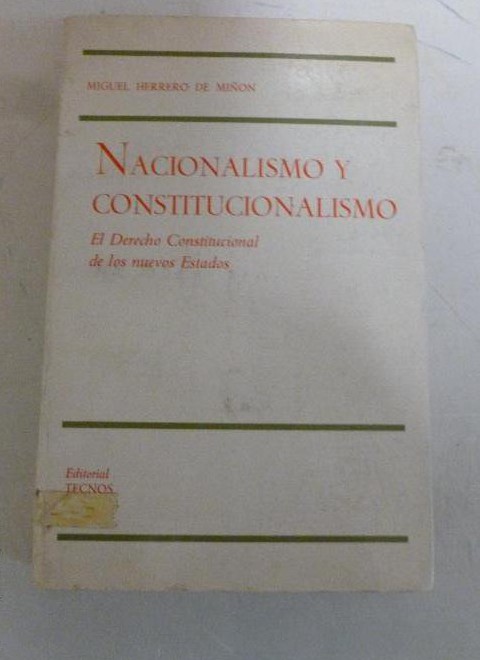 MIGUEL HERRERO DE MIÑON
NACIONALISMO Y
CONSTITUCIONALISMO
El Derecho Constitucional
de los nuevos Estados
Editorial
TECNOS